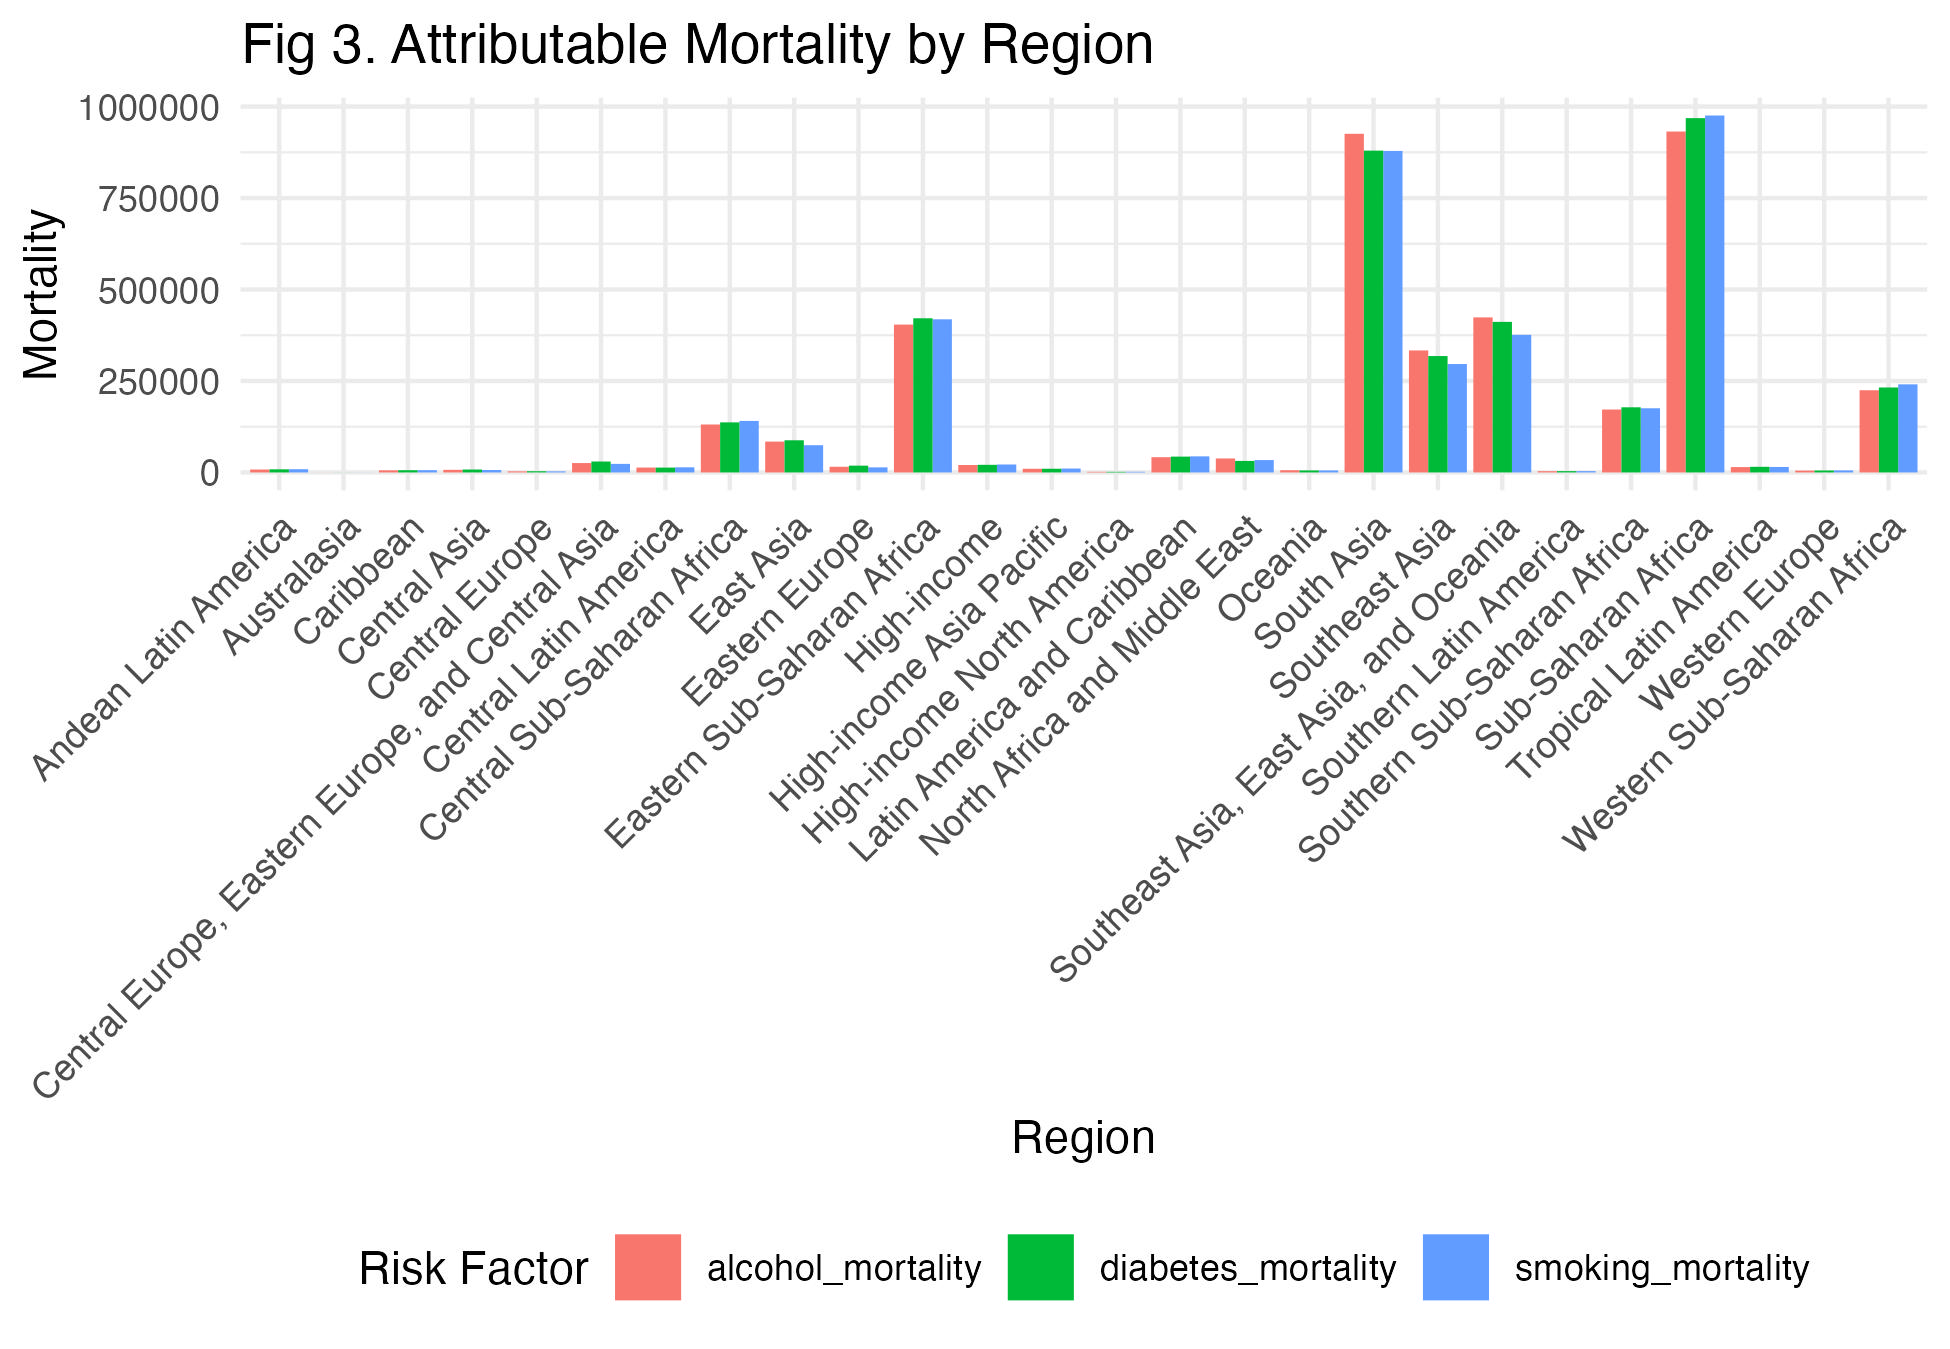 Fig 3. Attributable Mortality by Region
Mortality
1000000
750000
500000
250000
0
Andean Latin America
Australasia
Caribbean
Central Asia
Central Europe
Central Europe, Eastern Europe, and Central Asia
Central Latin America
Central Sub-Saharan Africa
East Asia
Eastern Europe
Eastern Sub-Saharan Africa
High-income
High-income Asia Pacific
High-income North America
Latin America and Caribbean
North Africa and Middle East
Oceania
South Asia
Southeast Asia
Southeast Asia, East Asia, and Oceania
Southern Latin America
Southern Sub-Saharan Africa
Sub-Saharan Africa
Tropical Latin America
Western Europe
Western Sub-Saharan Africa
Region
Risk Factor alcohol_mortality diabetes_mortality smoking_mortality